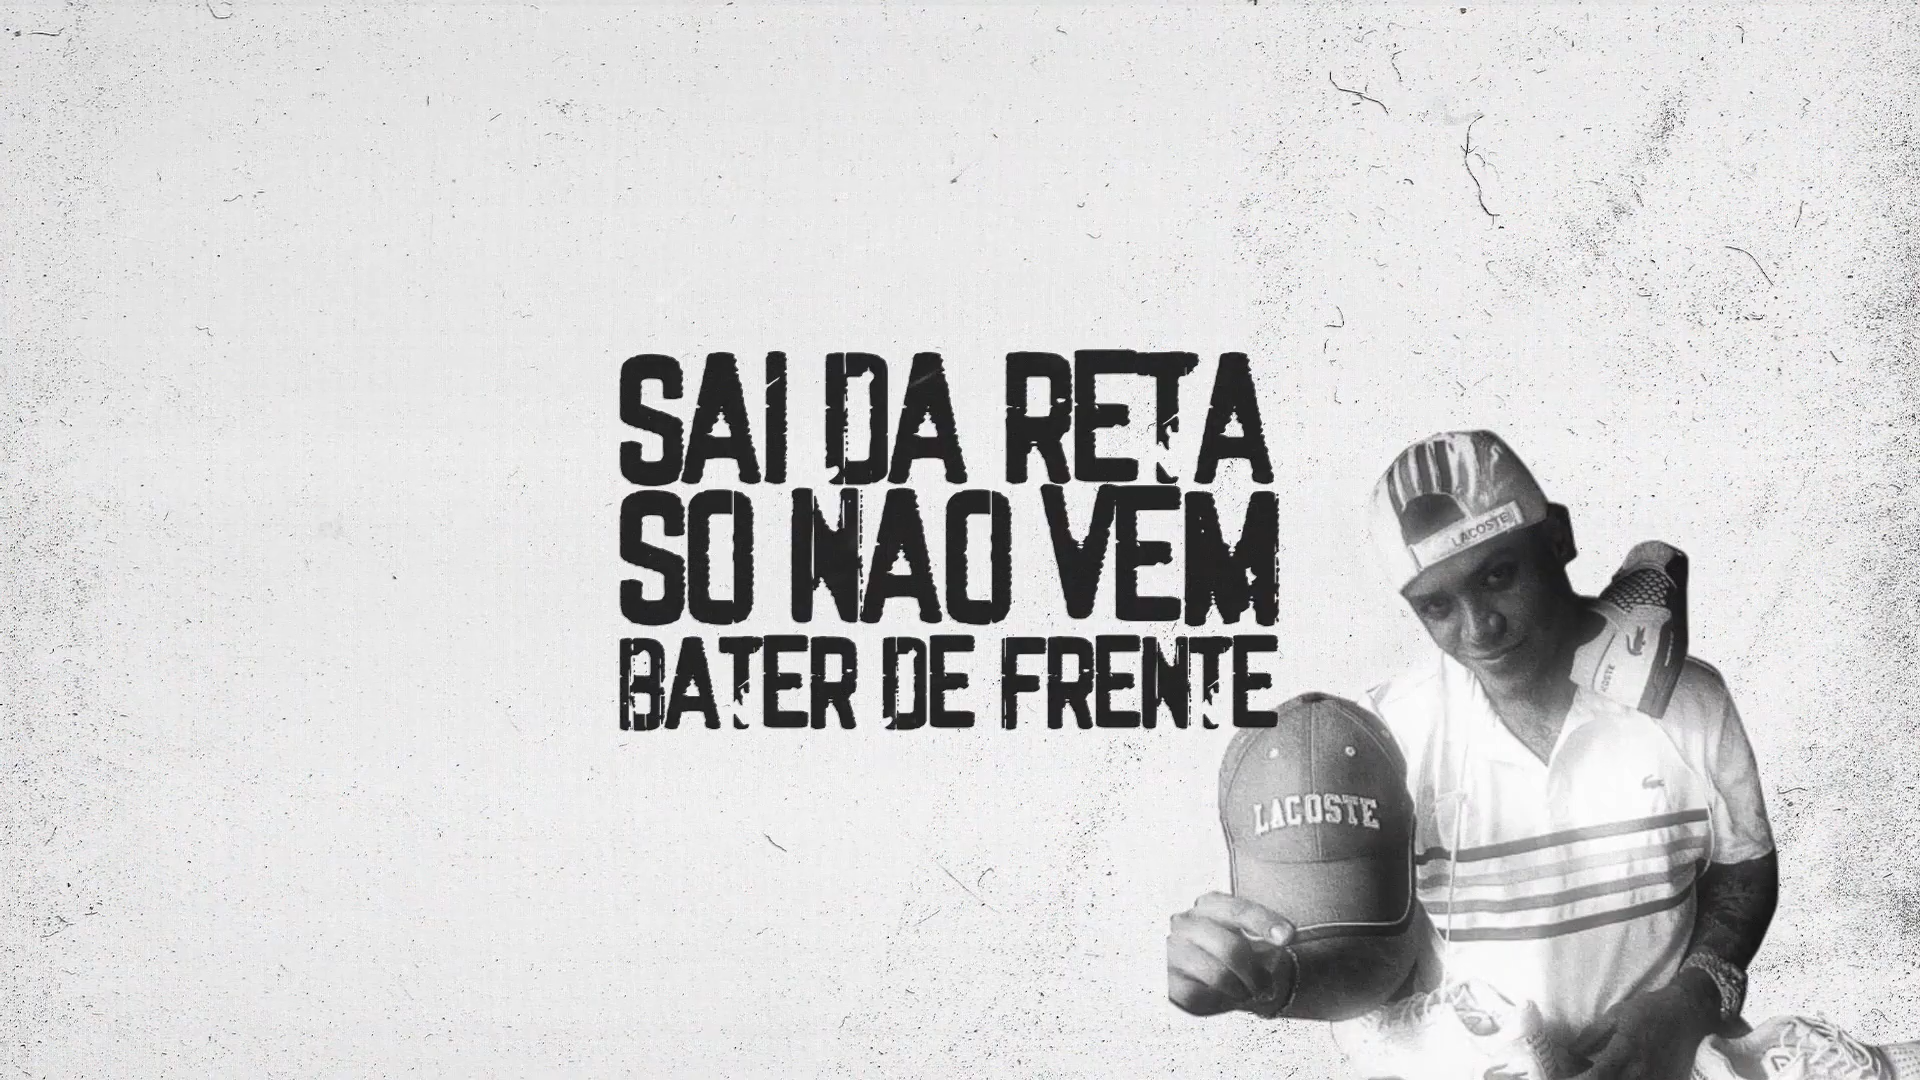 SAI DA RETA
SO NAO VEM
BATER DE FRENTE
LACOSTE
LACOSTE